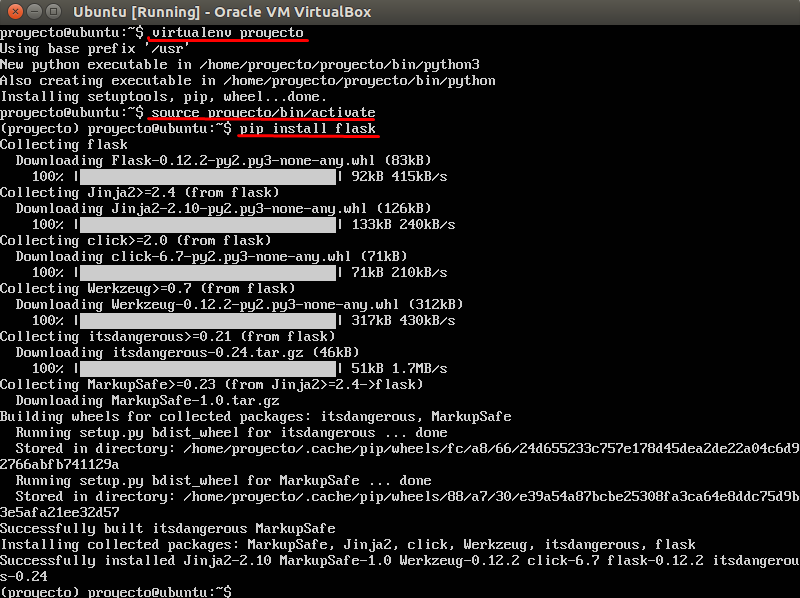 Ubuntu [Running] - Oracle VM VirtualBox
proyecto@ubuntu:~$ virtualenv proyecto
Using base prefix '/usr'
New python executable in /home/proyecto/proyecto/bin/python3
Also creating executable in /home/proyecto/proyecto/bin/python
Installing setuptools, pip, wheel...done.
proyecto@ubuntu:~$ source proyecto/bin/activate
(proyecto) proyecto@ubuntu:~$ pip install flask
Collecting flask
  Downloading Flask-0.12.2-py2.py3-none-any.whl (83kB)
    100% || 92kB 415kB/s
Collecting Jinja2>=2.4 (from flask)
  Downloading Jinja2-2.10-py2.py3-none-any.whl (126kB)
    100% || 133kB 240kB/s
Collecting click>=2.0 (from flask)
  Downloading click-6.7-py2.py3-none-any.whl (71kB)
    100% || 71kB 210kB/s
Collecting Werkzeug>=0.7 (from flask)
  Downloading Werkzeug-0.12.2-py2.py3-none-any.whl (312kB)
    100% || 317kB 430kB/s
Collecting itsdangerous>=0.21 (from flask)
  Downloading itsdangerous-0.24.tar.gz (46kB)
    100% || 51kB 1.7MB/s
Collecting MarkupSafe>=0.23 (from Jinja2>=2.4->flask)
  Downloading MarkupSafe-1.0.tar.gz
Building wheels for collected packages: itsdangerous, MarkupSafe
  Running setup.py bdist_wheel for itsdangerous ... done
  Stored in directory: /home/proyecto/.cache/pip/wheels/fc/a8/66/24d655233c757e178d45dea2de22a04c6d9
2766abfb741129a
  Running setup.py bdist_wheel for MarkupSafe ... done
  Stored in directory: /home/proyecto/.cache/pip/wheels/88/a7/30/e39a54a87bcbe25308fa3ca64e8ddc75d9b
3e5afa21ee32d57
Successfully built itsdangerous MarkupSafe
Installing collected packages: MarkupSafe, Jinja2, click, Werkzeug, itsdangerous, flask
Successfully installed Jinja2-2.10 MarkupSafe-1.0 Werkzeug-0.12.2 click-6.7 flask-0.12.2 itsdangerou
s-0.24
(proyecto) proyecto@ubuntu:~$